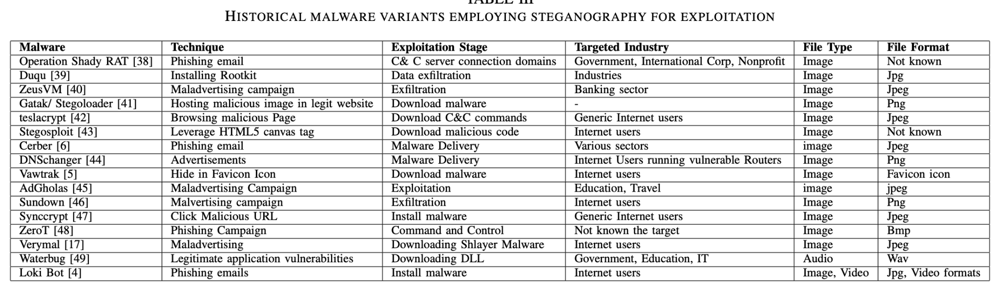 TABLE III
HISTORICAL MALWARE VARIANTS EMPLOYING STEGANOGRAPHY FOR EXPLOITATION
Malware Technique Exploitation Stage Targeted Industry File Type File Format
Operation Shady RAT [38] Phishing email C& C server connection domains Government, International Corp, Nonprofit Image Not known
Duqu [39] Installing Rootkit Data exfiltration Industries Image Jpg
ZeusVM [40] Maladvertising campaign Exfiltration Banking sector Image Jpeg
Gatak/ Stegoloader [41] Hosting malicious image in legit website Download malware - Image Png
teslacrypt [42] Browsing malicious Page Download C&C commands Generic Internet users Image Jpeg
Stegosploit [43] Leverage HTML5 canvas tag Download malicious code Internet users Image Not known
Cerber [6] Phishing email Malware Delivery Various sectors image Jpeg
DNSchanger [44] Advertisements Malware Delivery Internet Users running vulnerable Routers Image Png
Vawtrak [5] Hide in Favicon Icon Download malware Internet users Image Favicon icon
AdGholas [45] Maladvertising Campaign Exploitation Education, Travel image jpeg
Sundown [46] Malvertising campaign Exfiltration Internet users Image Png
Synccrypt [47] Click Malicious URL Install malware Generic Internet users Image Jpeg
ZeroT [48] Phishing Campaign Command and Control Not known the target Image Bmp
Verymal [17] Maladvertising Downloading Shlayer Malware Internet users Image Jpeg
Waterbug [49] Legitimate application vulnerabilities Downloading DLL Government, Education, IT Audio Wav
Loki Bot [4] Phishing emails Install malware Internet users Image, Video Jpg, Video formats